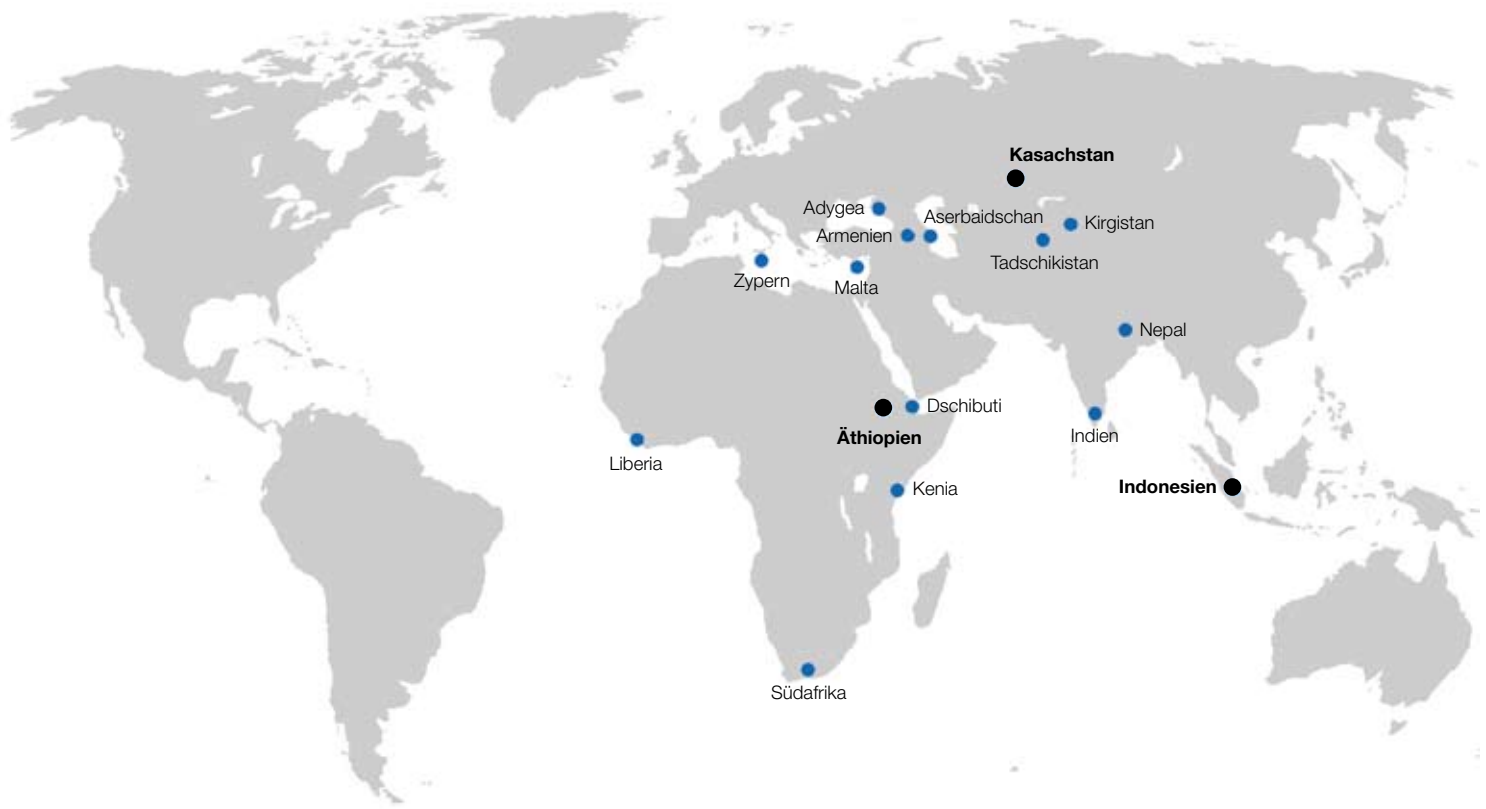 Kasachstan
Adygea
Aserbaidschan
Armenien
Kirgistan
Tadschikistan
Zypern
Malta
Nepal
Dschibuti
Äthiopien
Indien
Liberia
Kenia
Indonesien
Südafrika